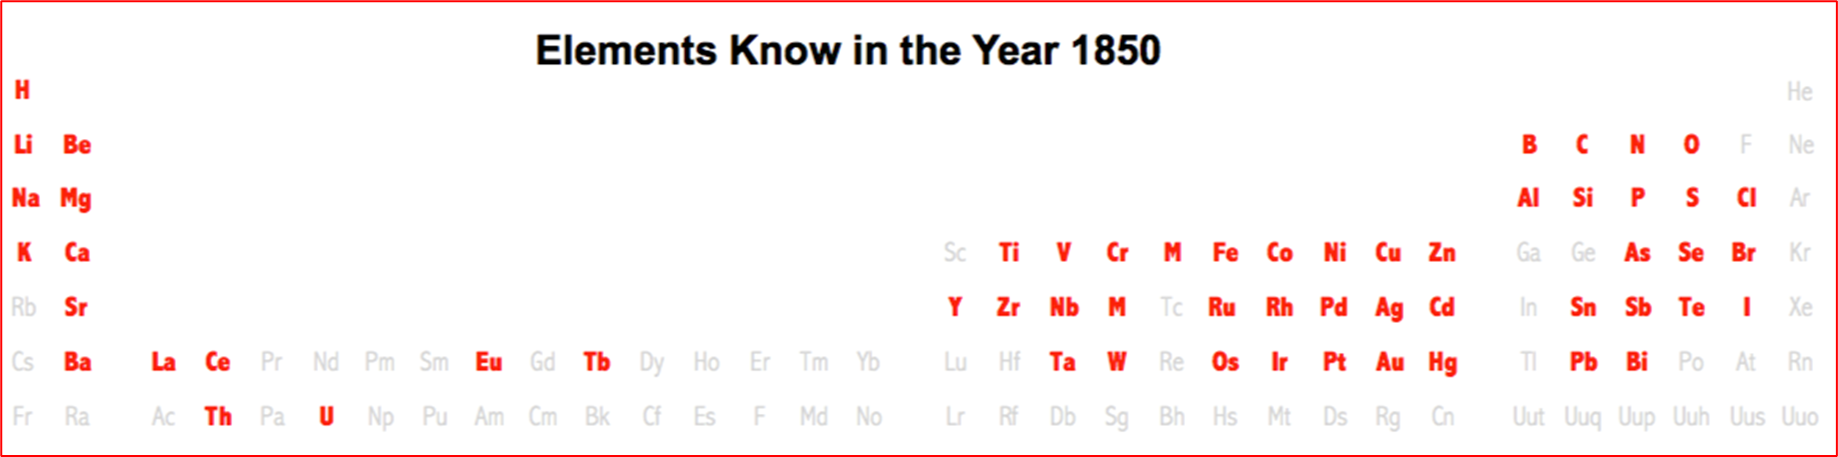 Elements Know in the Year 1850
H He
Li Be B C N O F Ne
Na Mg Al Si P S Cl Ar
K Ca Sc Ti V Cr M Fe Co Ni Cu Zn Ga Ge As Se Br Kr
Rb Sr Y Zr Nb M Tc Ru Rh Pd Ag Cd In Sn Sb Te I Xe
Cs Ba La Ce Pr Nd Pm Sm Eu Gd Tb Dy Ho Er Tm Yb Lu Hf Ta W Re Os Ir Pt Au Hg Tl Pb Bi Po At Rn
Fr Ra Ac Th Pa U Np Pu Am Cm Bk Cf Es F Md No Lr Rf Db Sg Bh Hs Mt Ds Rg Cn Uut Uuq Uup Uuh Uus Uuo